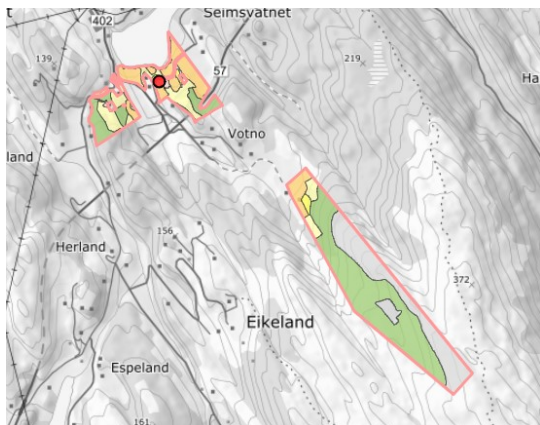 t
Seimsvatnet
402
139
219
57
Ha
Votno
land
156
Herland
372
Eikeland
Espeland
161